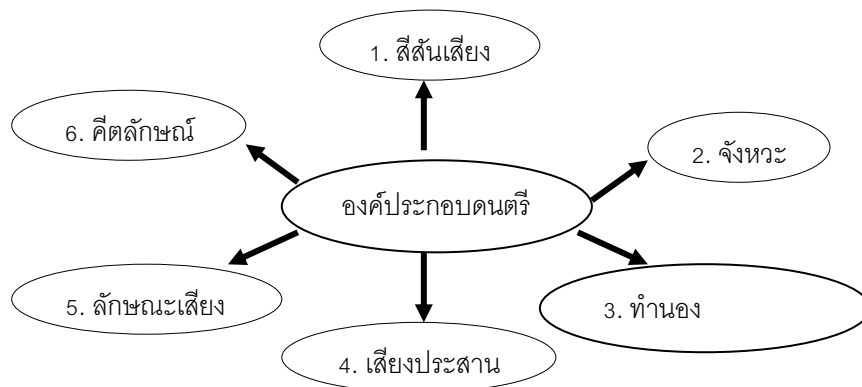 1. สีสันเสียง
6. คีตลักษณ์
2. จังหวะ
องค์ประกอบดนตรี
5. ลักษณะเสียง
3. ทำนอง
4. เสียงประสาน